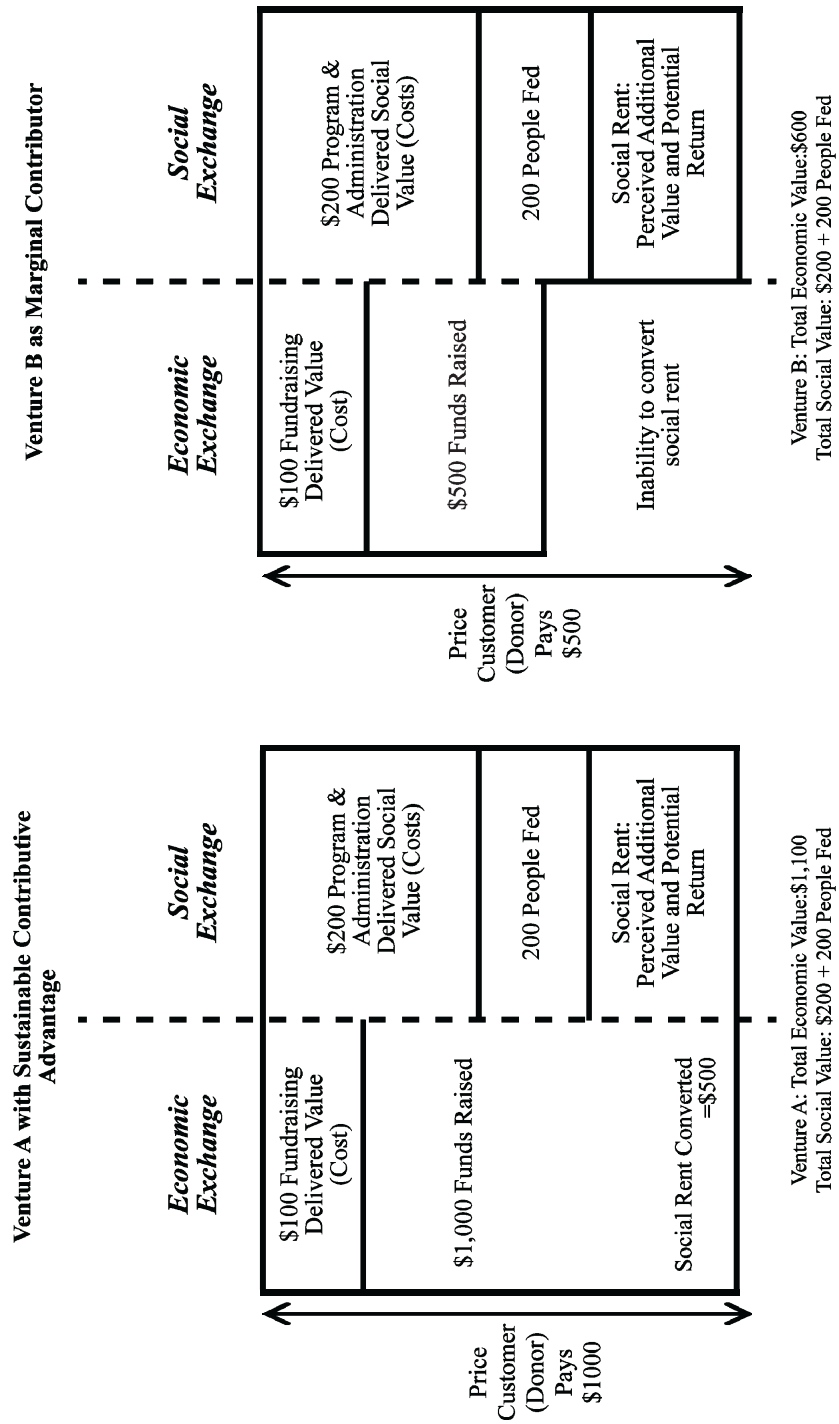 Venture A with Sustainable Contributive
Advantage
Economic
Exchange
Social
Exchange
Price
Customer
(Donor)
Pays
$1000
$100 Fundraising
Delivered Value
(Cost)
$1,000 Funds Raised
Social Rent Converted
=$500
$200 Program &
Administration
Delivered Social
Value (Costs)
200 People Fed
Social Rent:
Perceived Additional
Value and Potential
Return
Venture A: Total Economic Value:$1,100
Total Social Value: $200 + 200 People Fed
Venture B as Marginal Contributor
Economic
Exchange
Social
Exchange
Price
Customer
(Donor)
Pays
$500
$100 Fundraising
Delivered Value
(Cost)
$500 Funds Raised
Inability to convert
social rent
$200 Program &
Administration
Delivered Social
Value (Costs)
200 People Fed
Social Rent:
Perceived Additional
Value and Potential
Return
Venture B: Total Economic Value:$600
Total Social Value: $200 + 200 People Fed